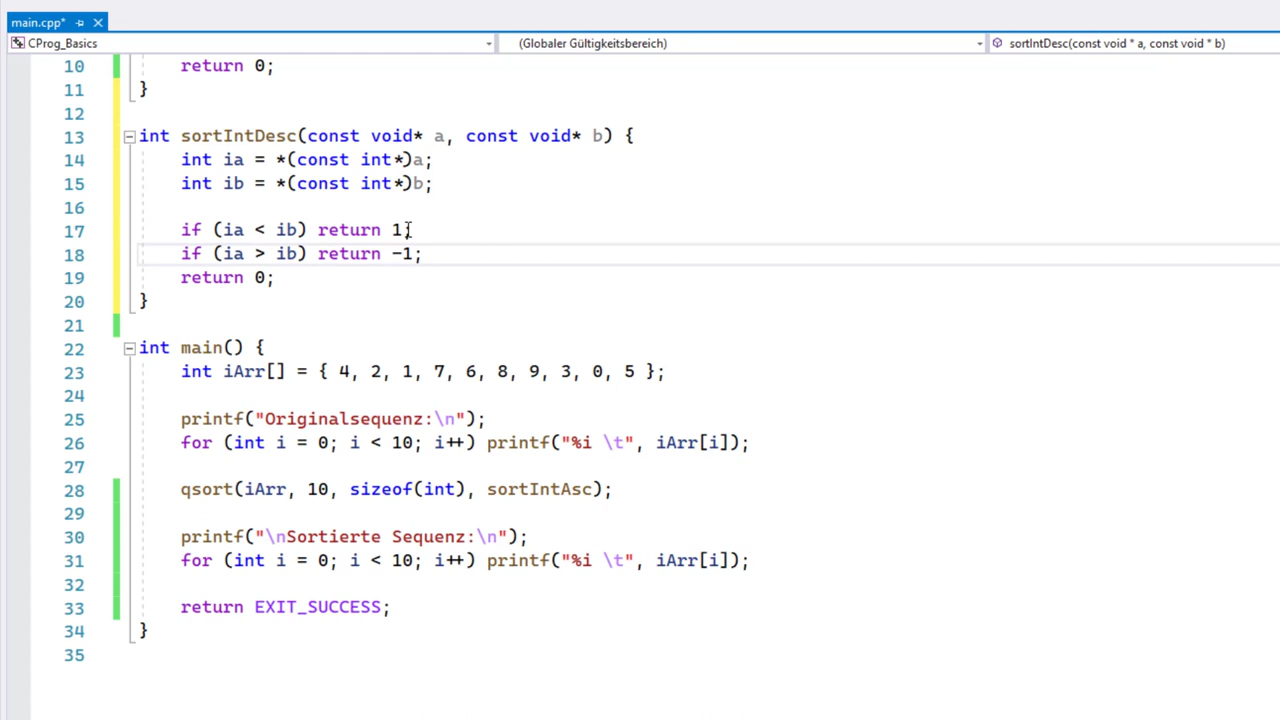 main.cpp*
CProg_Basics (Globaler Gültigkeitsbereich) sortIntDesc(const void * a, const void * b)
10 return 0;
11 }
12
13 int sortIntDesc(const void* a, const void* b) {
14 int ia = *(const int*)a;
15 int ib = *(const int*)b;
16
17 if (ia < ib) return 1;
18 if (ia > ib) return -1;
19 return 0;
20 }
21
22 int main() {
23 int iArr[] = { 4, 2, 1, 7, 6, 8, 9, 3, 0, 5 };
24
25 printf("Originalsequenz:\n");
26 for (int i = 0; i < 10; i++) printf("%i \t", iArr[i]);
27
28 qsort(iArr, 10, sizeof(int), sortIntAsc);
29
30 printf("\nSortierte Sequenz:\n");
31 for (int i = 0; i < 10; i++) printf("%i \t", iArr[i]);
32
33 return EXIT_SUCCESS;
34 }
35